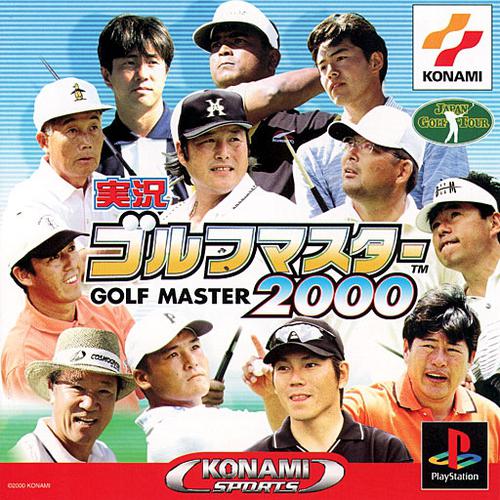 KONAMI
JAPAN
GOLF TOUR
実況
ゴルフマスター™
GOLF MASTER 2000
COSMOQUEEN
©2000 KONAMI
KONAMI
SPORTS
PlayStation